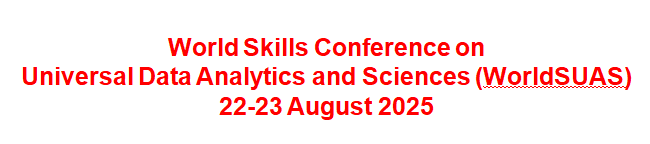 World Skills Conference on
Universal Data Analytics and Sciences (WorldSUAS)
22-23 August 2025